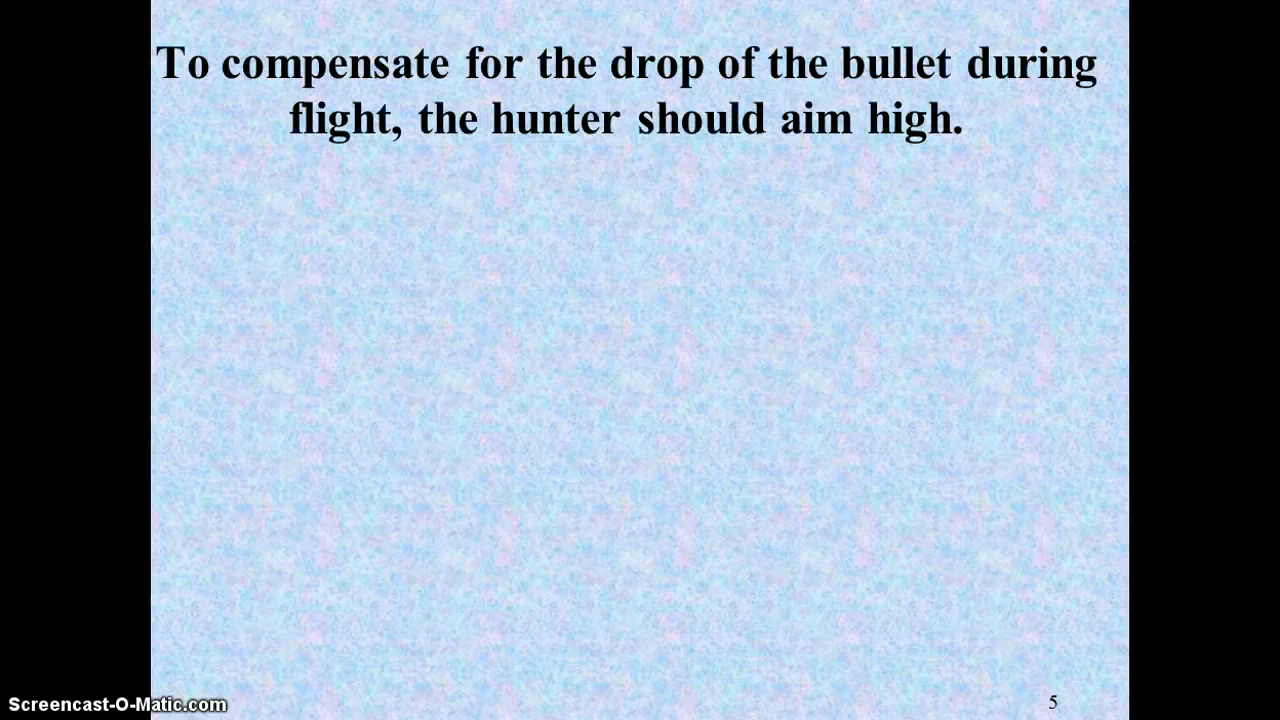 To compensate for the drop of the bullet during
flight, the hunter should aim high.
Screencast-O-Matic.com
5